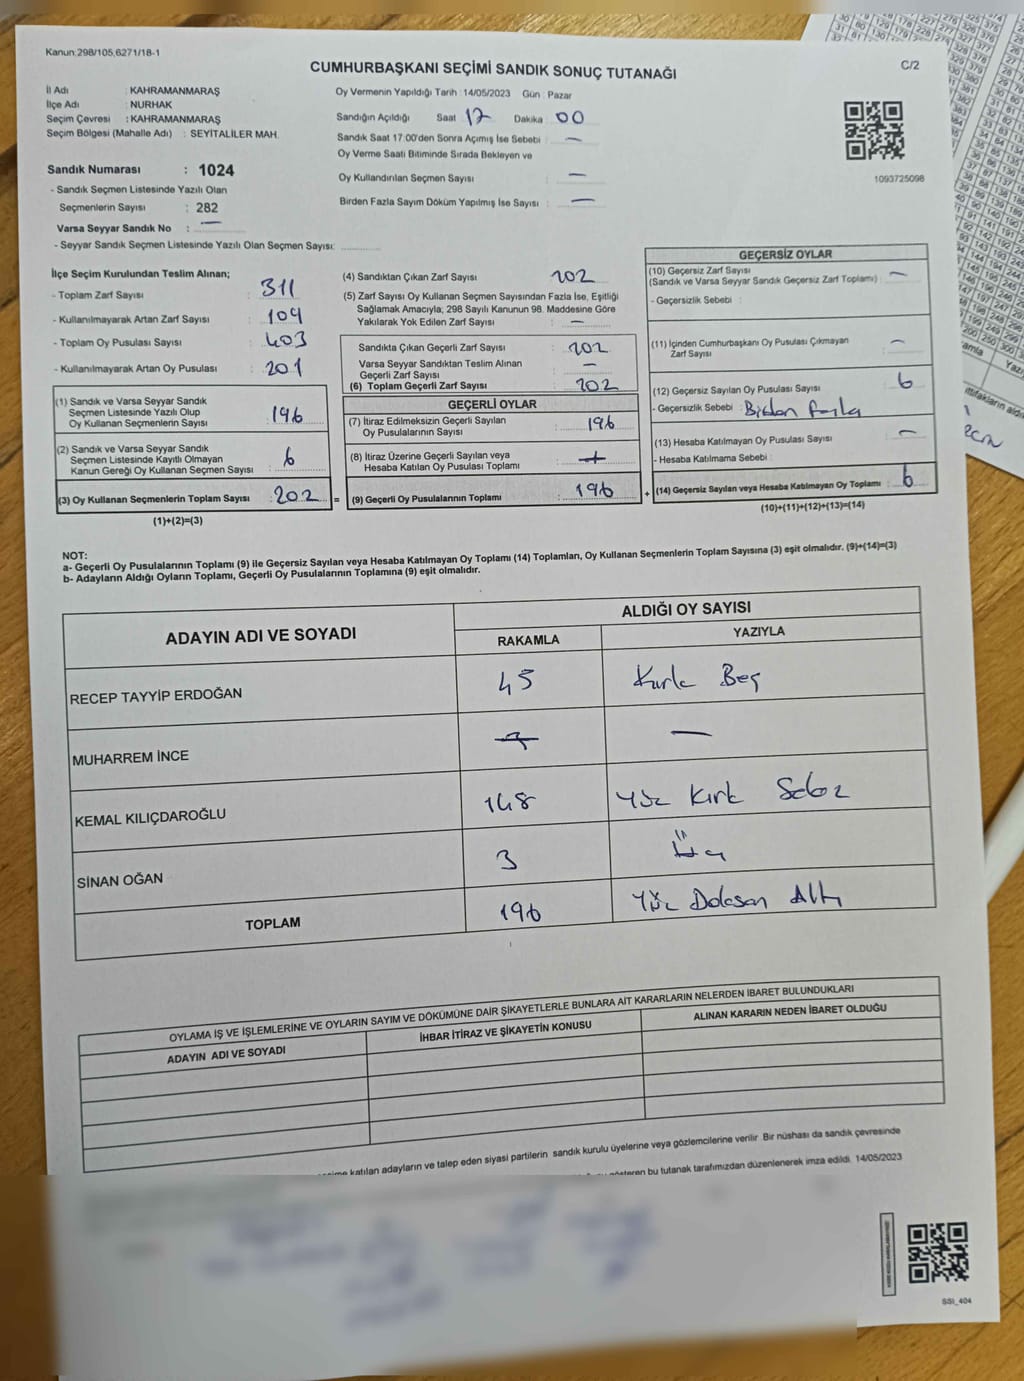 Kanun:298/105,6271/18-1
C/2
CUMHURBAŞKANI SEÇİMİ SANDIK SONUÇ TUTANAĞI
İl Adı : KAHRAMANMARAŞ
İlçe Adı : NURHAK
Seçim Çevresi : KAHRAMANMARAŞ
Seçim Bölgesi (Mahalle Adı) : SEYİTALİLER MAH.
Sandık Numarası : 1024
- Sandık Seçmen Listesinde Yazılı Olan
Seçmenlerin Sayısı : 282
Varsa Seyyar Sandık No : —
- Seyyar Sandık Seçmen Listesinde Yazılı Olan Seçmen Sayısı:
Oy Vermenin Yapıldığı Tarih :14/05/2023 Gün : Pazar
Sandığın Açıldığı Saat 17 Dakika 00
Sandık Saat 17:00'den Sonra Açımış İse Sebebi : —
Oy Verme Saati Bitiminde Sırada Bekleyen ve
Oy Kullandırılan Seçmen Sayısı : —
Birden Fazla Sayım Döküm Yapılmış İse Sayısı : —
1093725098
İlçe Seçim Kurulundan Teslim Alınan;
- Toplam Zarf Sayısı : 311
- Kullanılmayarak Artan Zarf Sayısı : 109
- Toplam Oy Pusulası Sayısı : 403
- Kullanılmayarak Artan Oy Pusulası : 201
(1) Sandık ve Varsa Seyyar Sandık
Seçmen Listesinde Yazılı Olup
Oy Kullanan Seçmenlerin Sayısı : 196
(2) Sandık ve Varsa Seyyar Sandık
Seçmen Listesinde Kayıtlı Olmayan
Kanun Gereği Oy Kullanan Seçmen Sayısı : 6
(3) Oy Kullanan Seçmenlerin Toplam Sayısı : 202 =
(1)+(2)=(3)
(4) Sandıktan Çıkan Zarf Sayısı 202
(5) Zarf Sayısı Oy Kullanan Seçmen Sayısından Fazla İse, Eşitliği
Sağlamak Amacıyla, 298 Sayılı Kanunun 98. Maddesine Göre
Yakılarak Yok Edilen Zarf Sayısı : —
Sandıkta Çıkan Geçerli Zarf Sayısı : 202
Varsa Seyyar Sandıktan Teslim Alınan
Geçerli Zarf Sayısı : —
(6) Toplam Geçerli Zarf Sayısı : 202
GEÇERLİ OYLAR
(7) İtiraz Edilmeksizin Geçerli Sayılan
Oy Pusulalarının Sayısı : 196
(8) İtiraz Üzerine Geçerli Sayılan veya
Hesaba Katılan Oy Pusulası Toplamı :
(9) Geçerli Oy Pusulalarının Toplamı : 196 +
GEÇERSİZ OYLAR
(10) Geçersiz Zarf Sayısı
(Sandık ve Varsa Seyyar Sandık Geçersiz Zarf Toplamı) : —
- Geçersizlik Sebebi :
(11) İçinden Cumhurbaşkanı Oy Pusulası Çıkmayan
Zarf Sayısı : —
(12) Geçersiz Sayılan Oy Pusulası Sayısı : 6
- Geçersizlik Sebebi : Birden fazla
(13) Hesaba Katılmayan Oy Pusulası Sayısı : —
- Hesaba Katılmama Sebebi :
(14) Geçersiz Sayılan veya Hesaba Katılmayan Oy Toplamı : 6
(10)+(11)+(12)+(13)=(14)
NOT:
a- Geçerli Oy Pusulalarının Toplamı (9) ile Geçersiz Sayılan veya Hesaba Katılmayan Oy Toplamı (14) Toplamları, Oy Kullanan Seçmenlerin Toplam Sayısına (3) eşit olmalıdır. (9)+(14)=(3)
b- Adayların Aldığı Oyların Toplamı, Geçerli Oy Pusulalarının Toplamına (9) eşit olmalıdır.
ADAYIN ADI VE SOYADI ALDIĞI OY SAYISI
RAKAMLA YAZIYLA
RECEP TAYYİP ERDOĞAN 45 Kırk Beş
MUHARREM İNCE —
KEMAL KILIÇDAROĞLU 148 Yüz Kırk Sekiz
SİNAN OĞAN 3 Üç
TOPLAM 196 Yüz Doksan Altı
OYLAMA İŞ VE İŞLEMLERİNE VE OYLARIN SAYIM VE DÖKÜMÜNE DAİR ŞİKAYETLERLE BUNLARA AİT KARARLARIN NELERDEN İBARET BULUNDUKLARI
ADAYIN ADI VE SOYADI İHBAR İTİRAZ VE ŞİKAYETİN KONUSU ALINAN KARARIN NEDEN İBARET OLDUĞU
katılan adayların ve talep eden siyasi partilerin sandık kurulu üyelerine veya gözlemcilerine verilir. Bir nüshası da sandık çevresinde
bu tutanak tarafımızdan düzenlenerek imza edildi. 14/05/2023
SSI_404